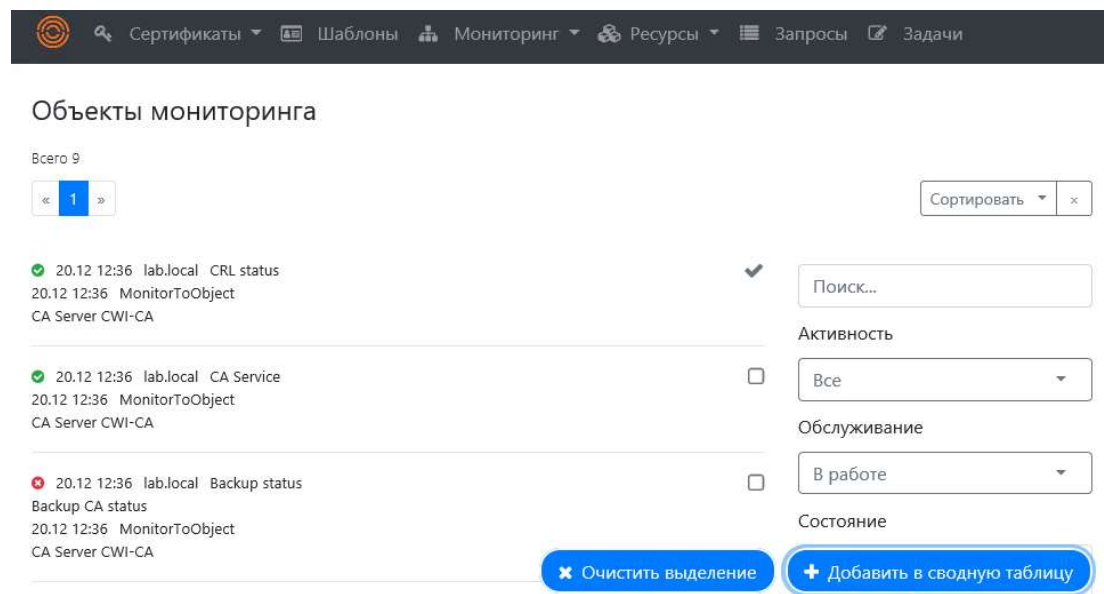 Сертификаты Шаблоны Мониторинг Ресурсы Запросы Задачи
Объекты мониторинга
Всего 9
« 1 »
Сортировать ×
20.12 12:36 lab.local CRL status
20.12 12:36 MonitorToObject
CA Server CWI-CA
20.12 12:36 lab.local CA Service
20.12 12:36 MonitorToObject
CA Server CWI-CA
20.12 12:36 lab.local Backup status
Backup CA status
20.12 12:36 MonitorToObject
CA Server CWI-CA
Поиск...
Активность
Все
Обслуживание
В работе
Состояние
Очистить выделение
Добавить в сводную таблицу